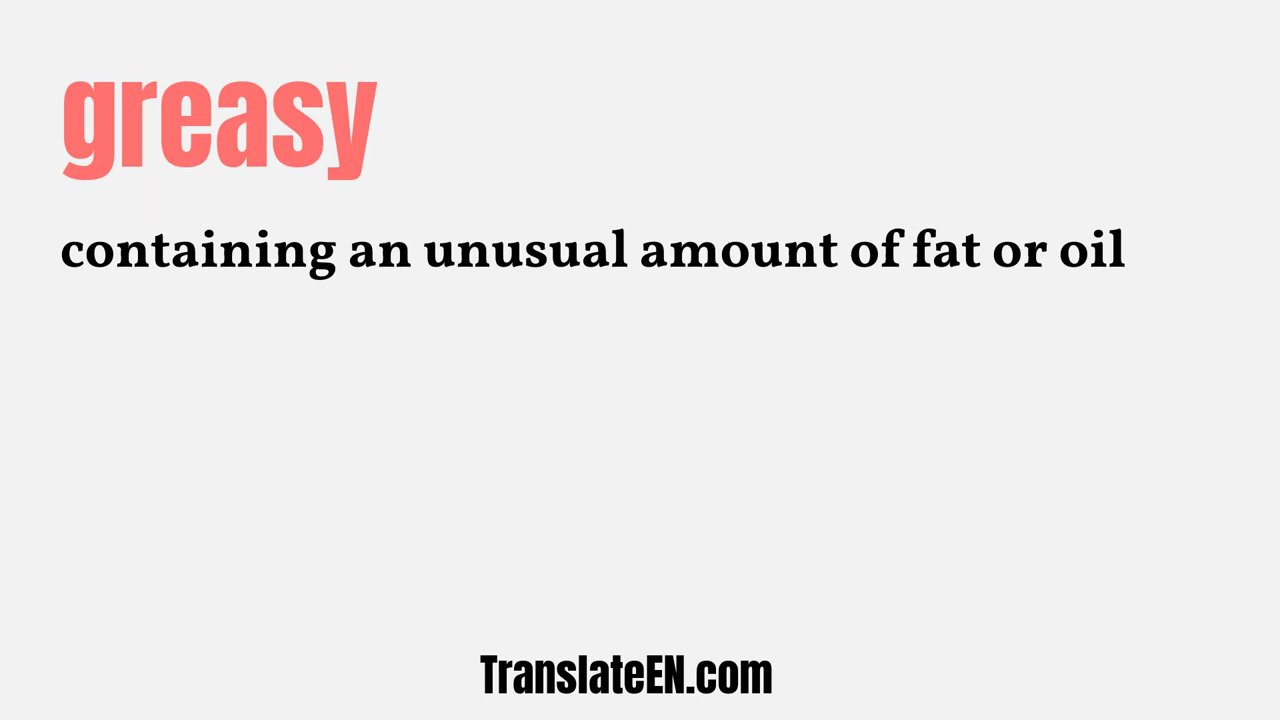 greasy
containing an unusual amount of fat or oil
TranslateEN.com